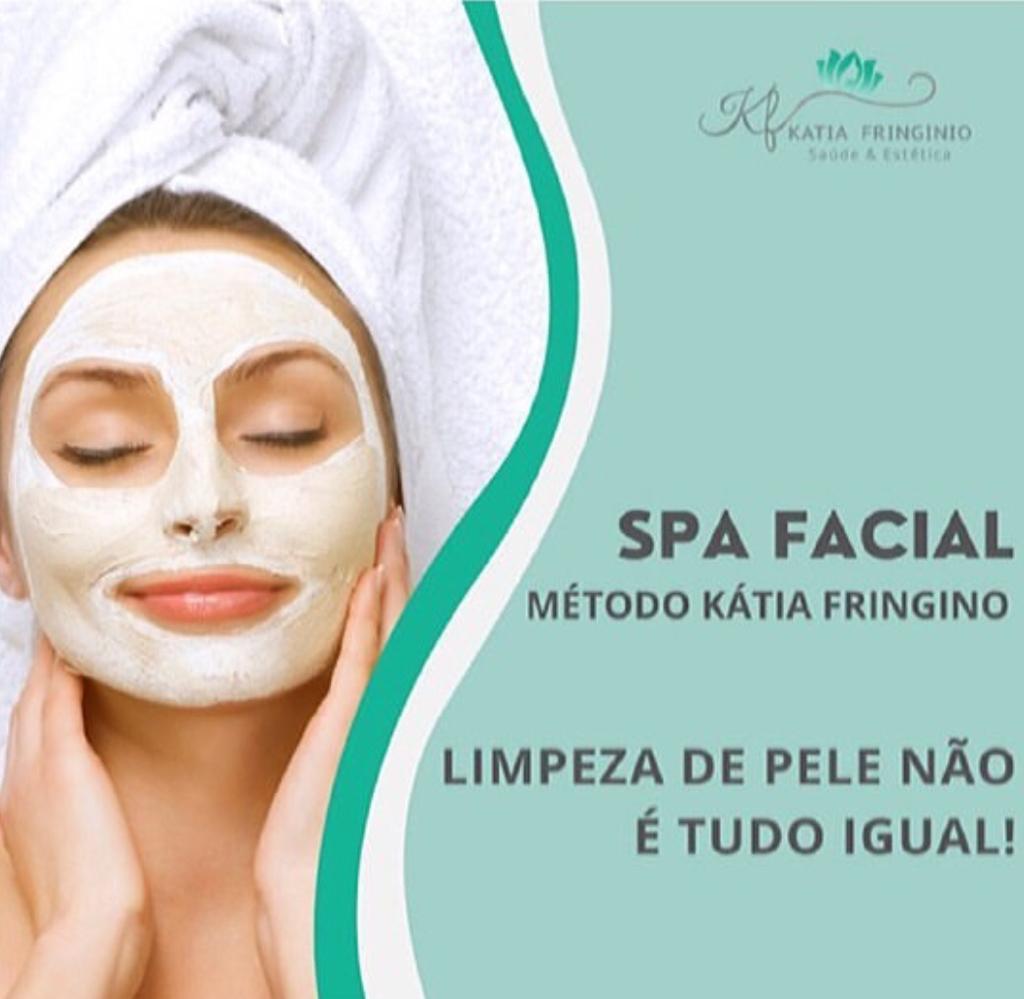 Kf KATIA FRINGINIO
Saúde & Estética
SPA FACIAL
MÉTODO KÁTIA FRINGINO
LIMPEZA DE PELE NÃO
É TUDO IGUAL!